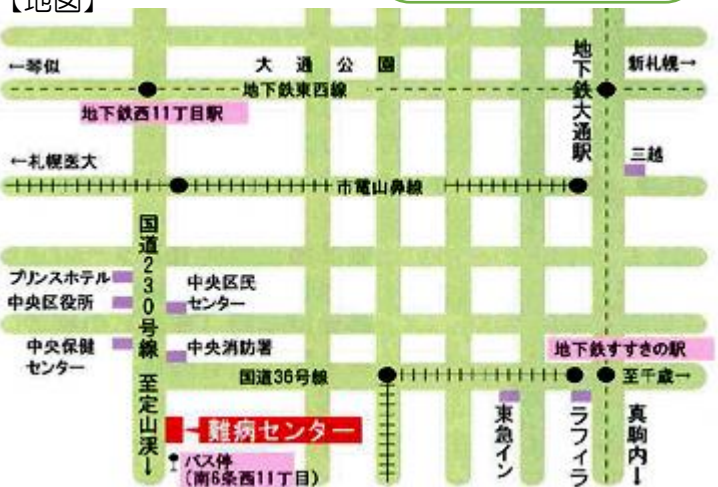 【地図】
←琴似
大通公園
地下鉄大通駅
新札幌→
地下鉄東西線
地下鉄西11丁目駅
←札幌医大
三越
市電山鼻線
国道230号線
プリンスホテル
中央区役所
中央区民
センター
中央保健
センター
中央消防署
地下鉄すすきの駅
国道36号線
至千歳→
至定山渓↓
難病センター
バス停
(南6条西11丁目)
東急イン
ラフィラ
真駒内↓